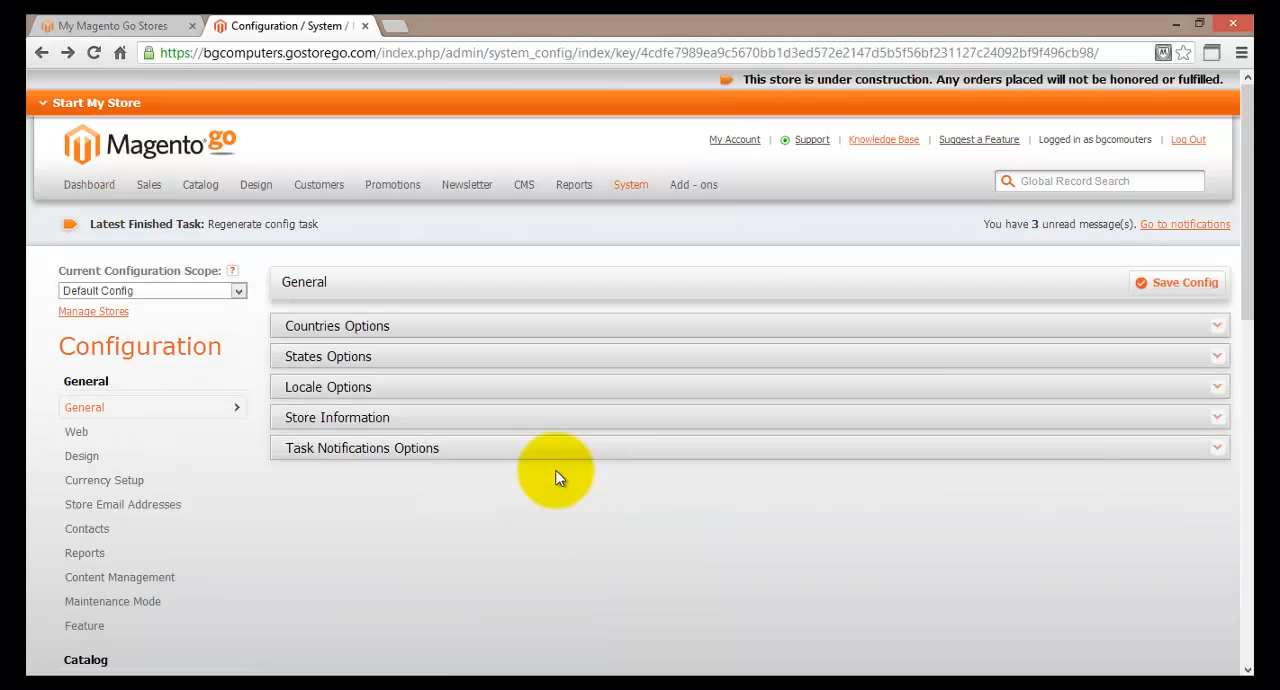 My Magento Go Stores
Configuration / System /
https://bgcomputers.gostorego.com/index.php/admin/system_config/index/key/4cdfe7989ea9c5670bb1d3ed572e2147d5b5f56bf231127c24092bf9f496cb98/
This store is under construction. Any orders placed will not be honored or fulfilled.
Start My Store
Magento go
My Account | Support | Knowledge Base | Suggest a Feature | Logged in as bgcomouters | Log Out
Dashboard Sales Catalog Design Customers Promotions Newsletter CMS Reports System Add - ons
Global Record Search
Latest Finished Task: Regenerate config task
You have 3 unread message(s). Go to notifications
Current Configuration Scope: ?
Default Config
Manage Stores
Configuration
General
General
Web
Design
Currency Setup
Store Email Addresses
Contacts
Reports
Content Management
Maintenance Mode
Feature
Catalog
General
Save Config
Countries Options
States Options
Locale Options
Store Information
Task Notifications Options